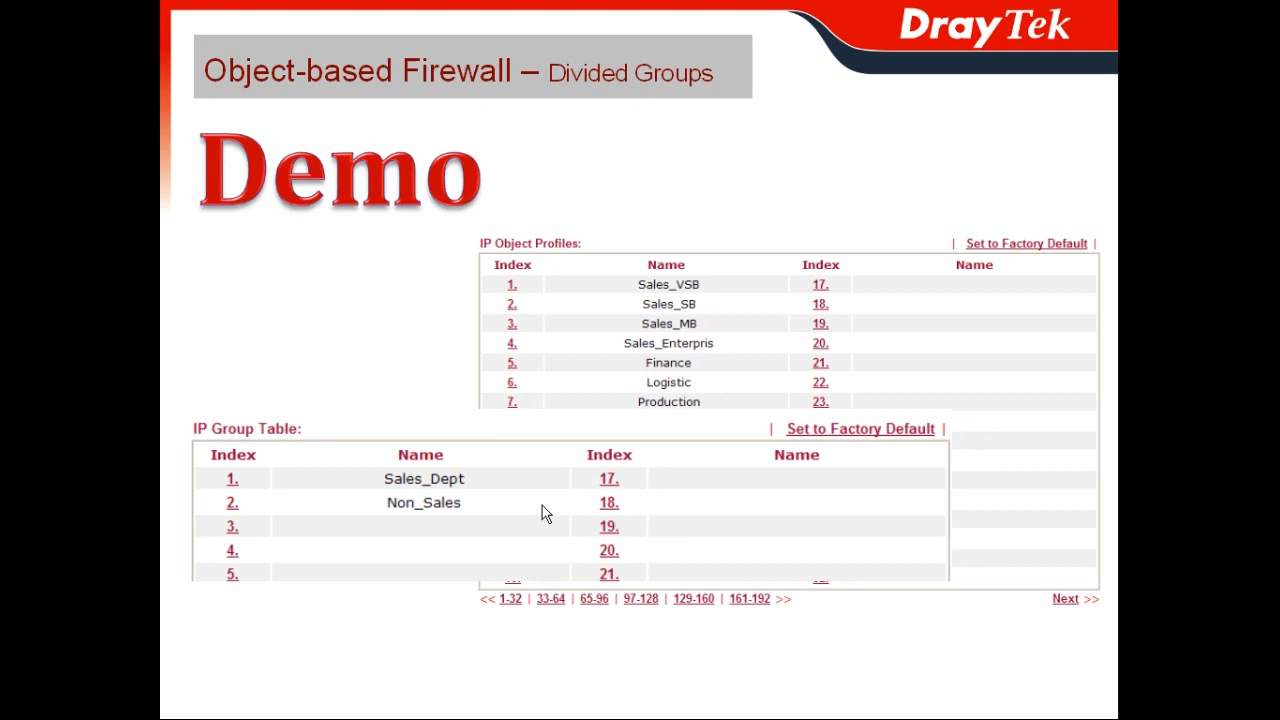 DrayTek
Object-based Firewall – Divided Groups
Demo
IP Object Profiles: | Set to Factory Default |
Index Name Index Name
1. Sales_VSB 17.
2. Sales_SB 18.
3. Sales_MB 19.
4. Sales_Enterpris 20.
5. Finance 21.
6. Logistic 22.
7. Production 23.
IP Group Table: | Set to Factory Default |
Index Name Index Name
1. Sales_Dept 17.
2. Non_Sales 18.
3. 19.
4. 20.
5. 21.
<< 1-32 | 33-64 | 65-96 | 97-128 | 129-160 | 161-192 >> Next >>